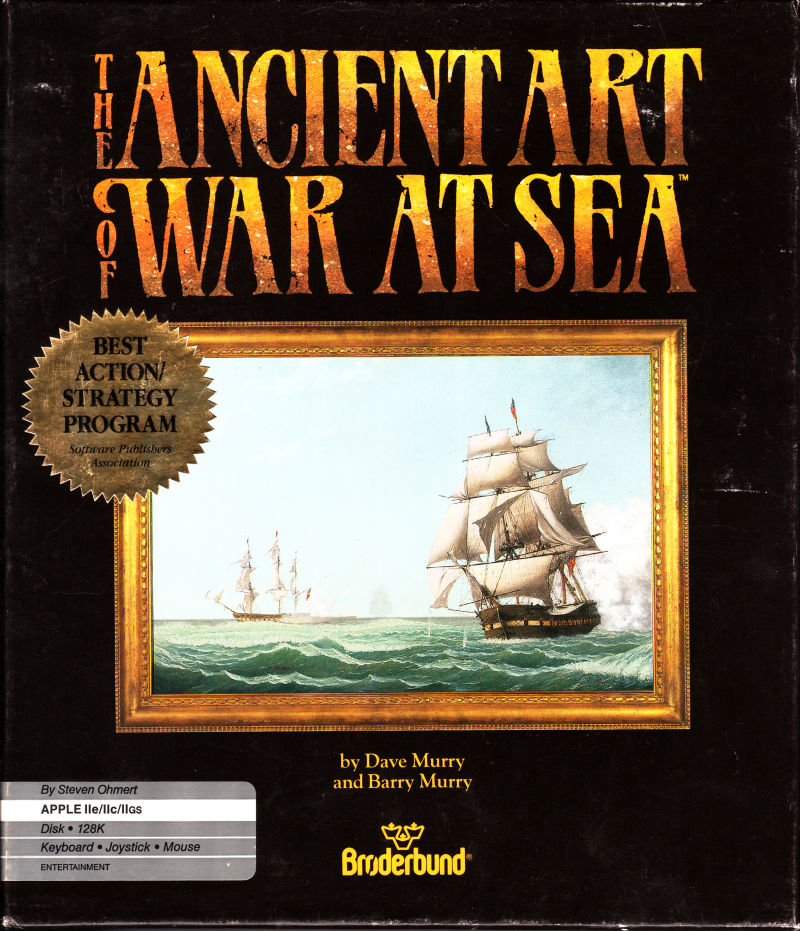 THE ANCIENT ART
OF WAR AT SEA™
BEST
ACTION/
STRATEGY
PROGRAM
Software Publishers
Association
by Dave Murry
and Barry Murry
By Steven Ohmert
APPLE IIe/IIc/IIGS
Disk • 128K
Keyboard • Joystick • Mouse
ENTERTAINMENT
Brøderbund®